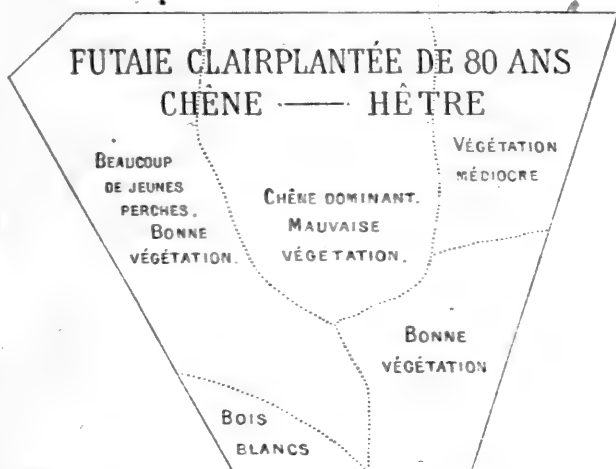 FUTAIE CLAIRPLANTÉE DE 80 ANS
CHÊNE — HÊTRE
BEAUCOUP
DE JEUNES
PERCHES.
BONNE
VÉGÉTATION.
CHÊNE DOMINANT.
MAUVAISE
VÉGETATION.
VÉGÉTATION
MÉDIOCRE
BONNE
VÉGÉTATION
BOIS
BLANCS